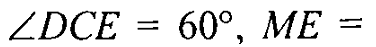 ∠DCE = 60°, ME =